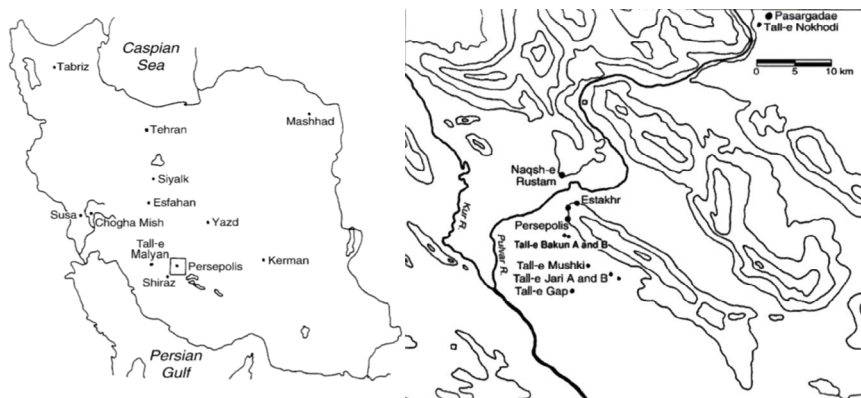 Caspian
Sea
Tabriz
Mashhad
Tehran
Siyalk
Esfahan
Susa
Chogha Mish
Yazd
Tall-e
Malyan
Persepolis
Kerman
Shiraz
Persian
Gulf
Pasargadae
Tall-e Nokhodi
0 5 10 km
Naqsh-e
Rustam
Estakhr
Kur R.
Persepolis
Pulvar R.
Tall-e Bakun A and B
Tall-e Mushki
Tall-e Jari A and B
Tall-e Gap